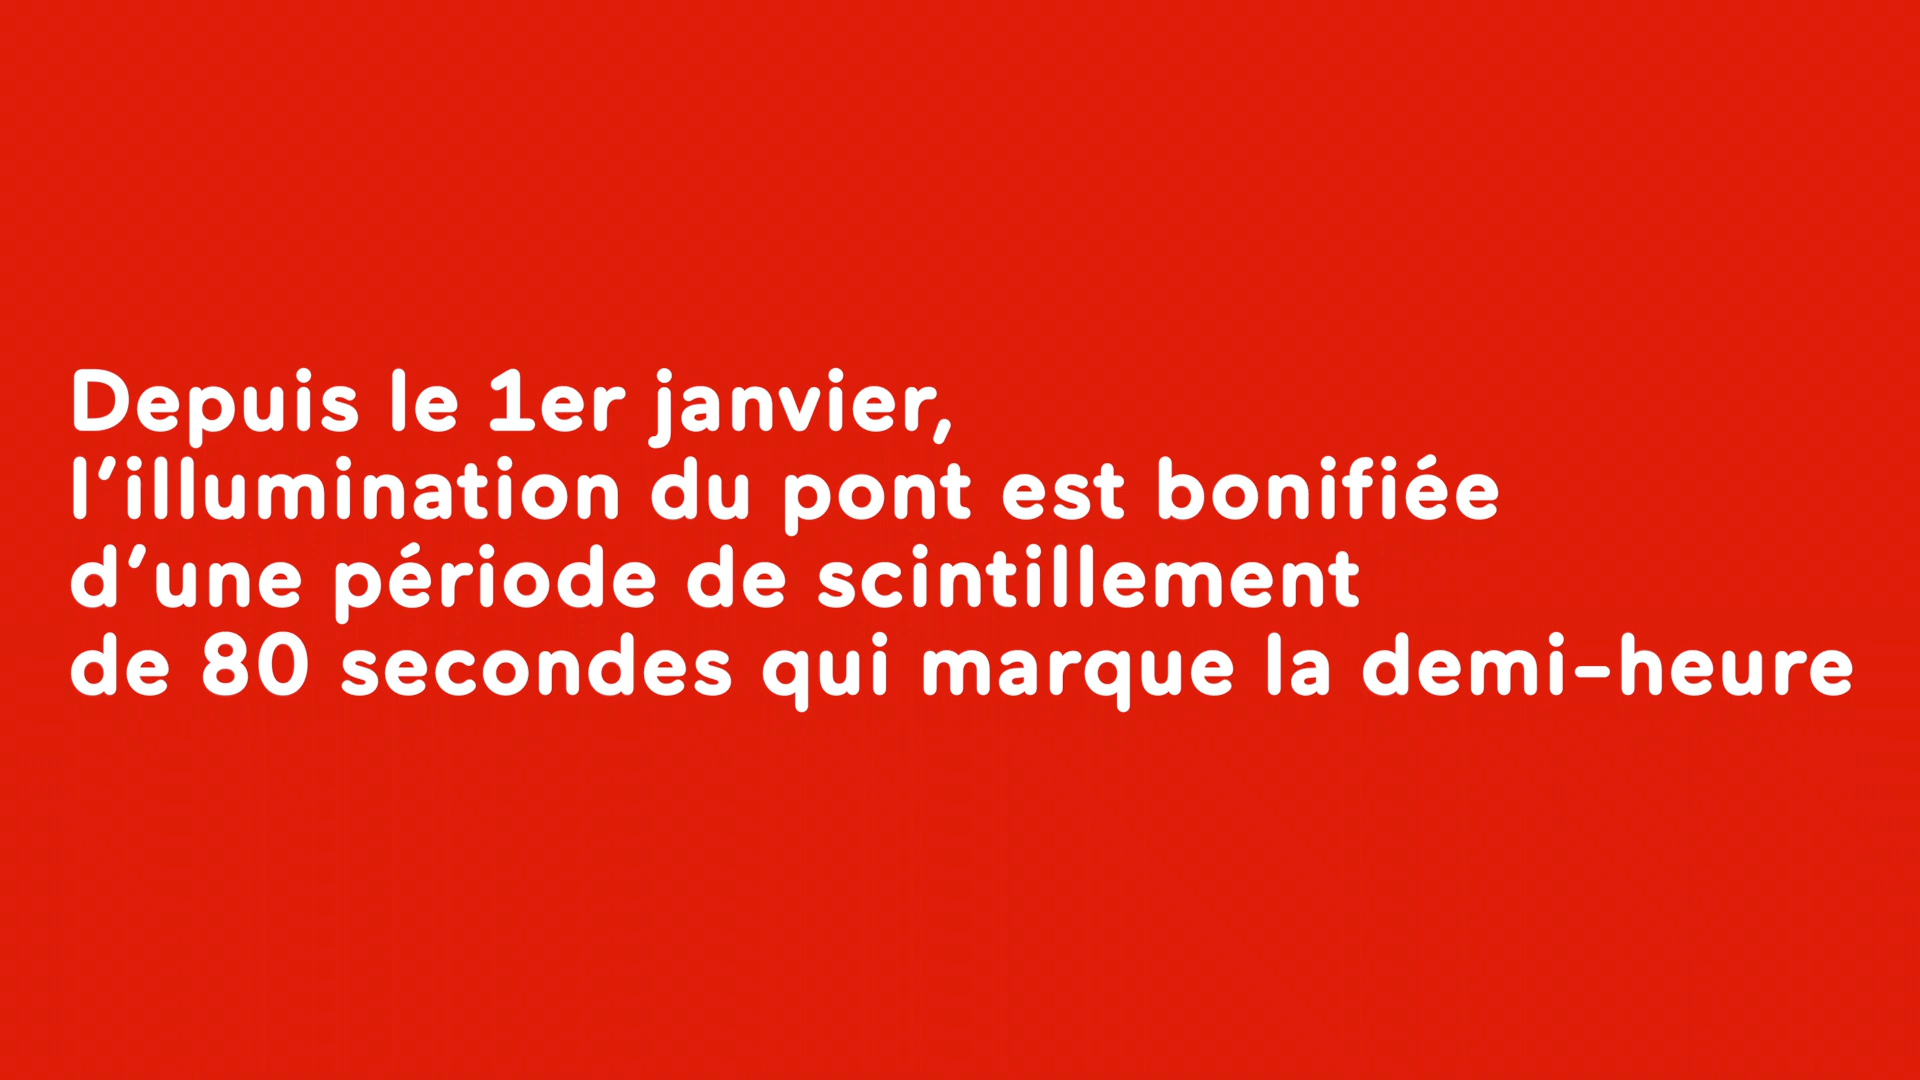 Depuis le 1er janvier,
l’illumination du pont est bonifiée
d’une période de scintillement
de 80 secondes qui marque la demi-heure